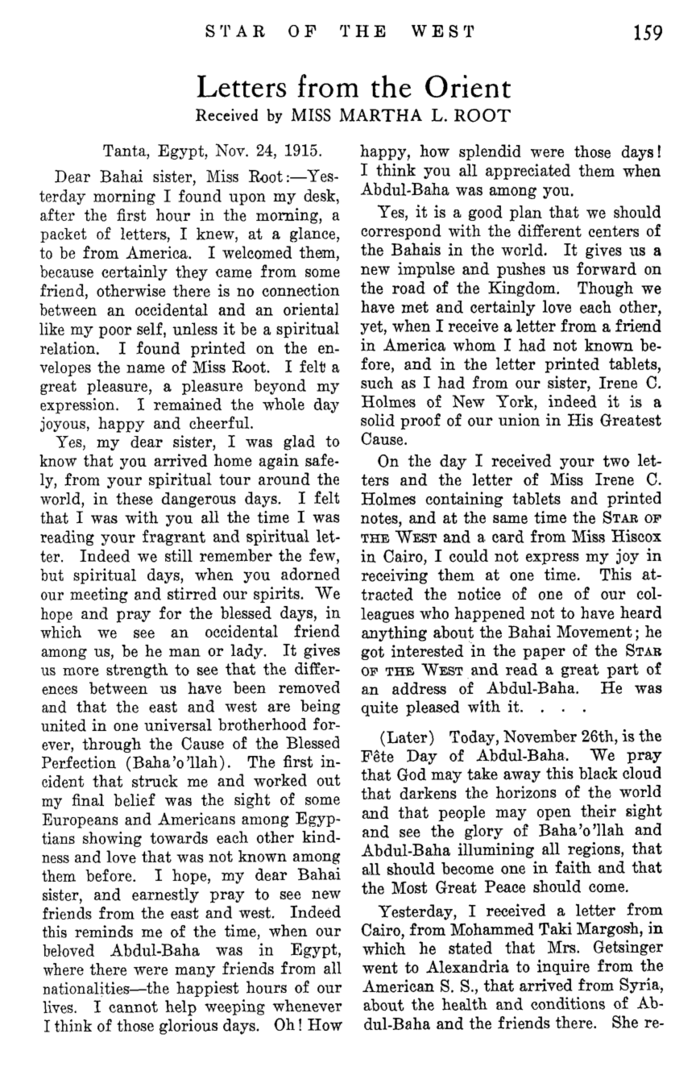 STAR OF THE WEST 159
Letters from the Orient
Received by MISS MARTHA L. ROOT
Tanta, Egypt, Nov. 24, 1915.
Dear Bahai sister, Miss Root:—Yes-
terday morning I found upon my desk,
after the first hour in the morning, a
packet of letters, I knew, at a glance,
to be from America. I welcomed them,
because certainly they came from some
friend, otherwise there is no connection
between an occidental and an oriental
like my poor self, unless it be a spiritual
relation. I found printed on the en-
velopes the name of Miss Root. I felt a
great pleasure, a pleasure beyond my
expression. I remained the whole day
joyous, happy and cheerful.
Yes, my dear sister, I was glad to
know that you arrived home again safe-
ly, from your spiritual tour around the
world, in these dangerous days. I felt
that I was with you all the time I was
reading your fragrant and spiritual let-
ter. Indeed we still remember the few,
but spiritual days, when you adorned
our meeting and stirred our spirits. We
hope and pray for the blessed days, in
which we see an occidental friend
among us, be he man or lady. It gives
us more strength to see that the differ-
ences between us have been removed
and that the east and west are being
united in one universal brotherhood for-
ever, through the Cause of the Blessed
Perfection (Baha'o'llah). The first in-
cident that struck me and worked out
my final belief was the sight of some
Europeans and Americans among Egyp-
tians showing towards each other kind-
ness and love that was not known among
them before. I hope, my dear Bahai
sister, and earnestly pray to see new
friends from the east and west. Indeed
this reminds me of the time, when our
beloved Abdul-Baha was in Egypt,
where there were many friends from all
nationalities—the happiest hours of our
lives. I cannot help weeping whenever
I think of those glorious days. Oh! How
happy, how splendid were those days!
I think you all appreciated them when
Abdul-Baha was among you.
Yes, it is a good plan that we should
correspond with the different centers of
the Bahais in the world. It gives us a
new impulse and pushes us forward on
the road of the Kingdom. Though we
have met and certainly love each other,
yet, when I receive a letter from a friend
in America whom I had not known be-
fore, and in the letter printed tablets,
such as I had from our sister, Irene C.
Holmes of New York, indeed it is a
solid proof of our union in His Greatest
Cause.
On the day I received your two let-
ters and the letter of Miss Irene C.
Holmes containing tablets and printed
notes, and at the same time the STAR OF
THE WEST and a card from Miss Hiscox
in Cairo, I could not express my joy in
receiving them at one time. This at-
tracted the notice of one of our col-
leagues who happened not to have heard
anything about the Bahai Movement; he
got interested in the paper of the STAR
OF THE WEST and read a great part of
an address of Abdul-Baha. He was
quite pleased with it. . . .
(Later) Today, November 26th, is the
Fête Day of Abdul-Baha. We pray
that God may take away this black cloud
that darkens the horizons of the world
and that people may open their sight
and see the glory of Baha'o'llah and
Abdul-Baha illumining all regions, that
all should become one in faith and that
the Most Great Peace should come.
Yesterday, I received a letter from
Cairo, from Mohammed Taki Margosh, in
which he stated that Mrs. Getsinger
went to Alexandria to inquire from the
American S. S., that arrived from Syria,
about the health and conditions of Ab-
dul-Baha and the friends there. She re-